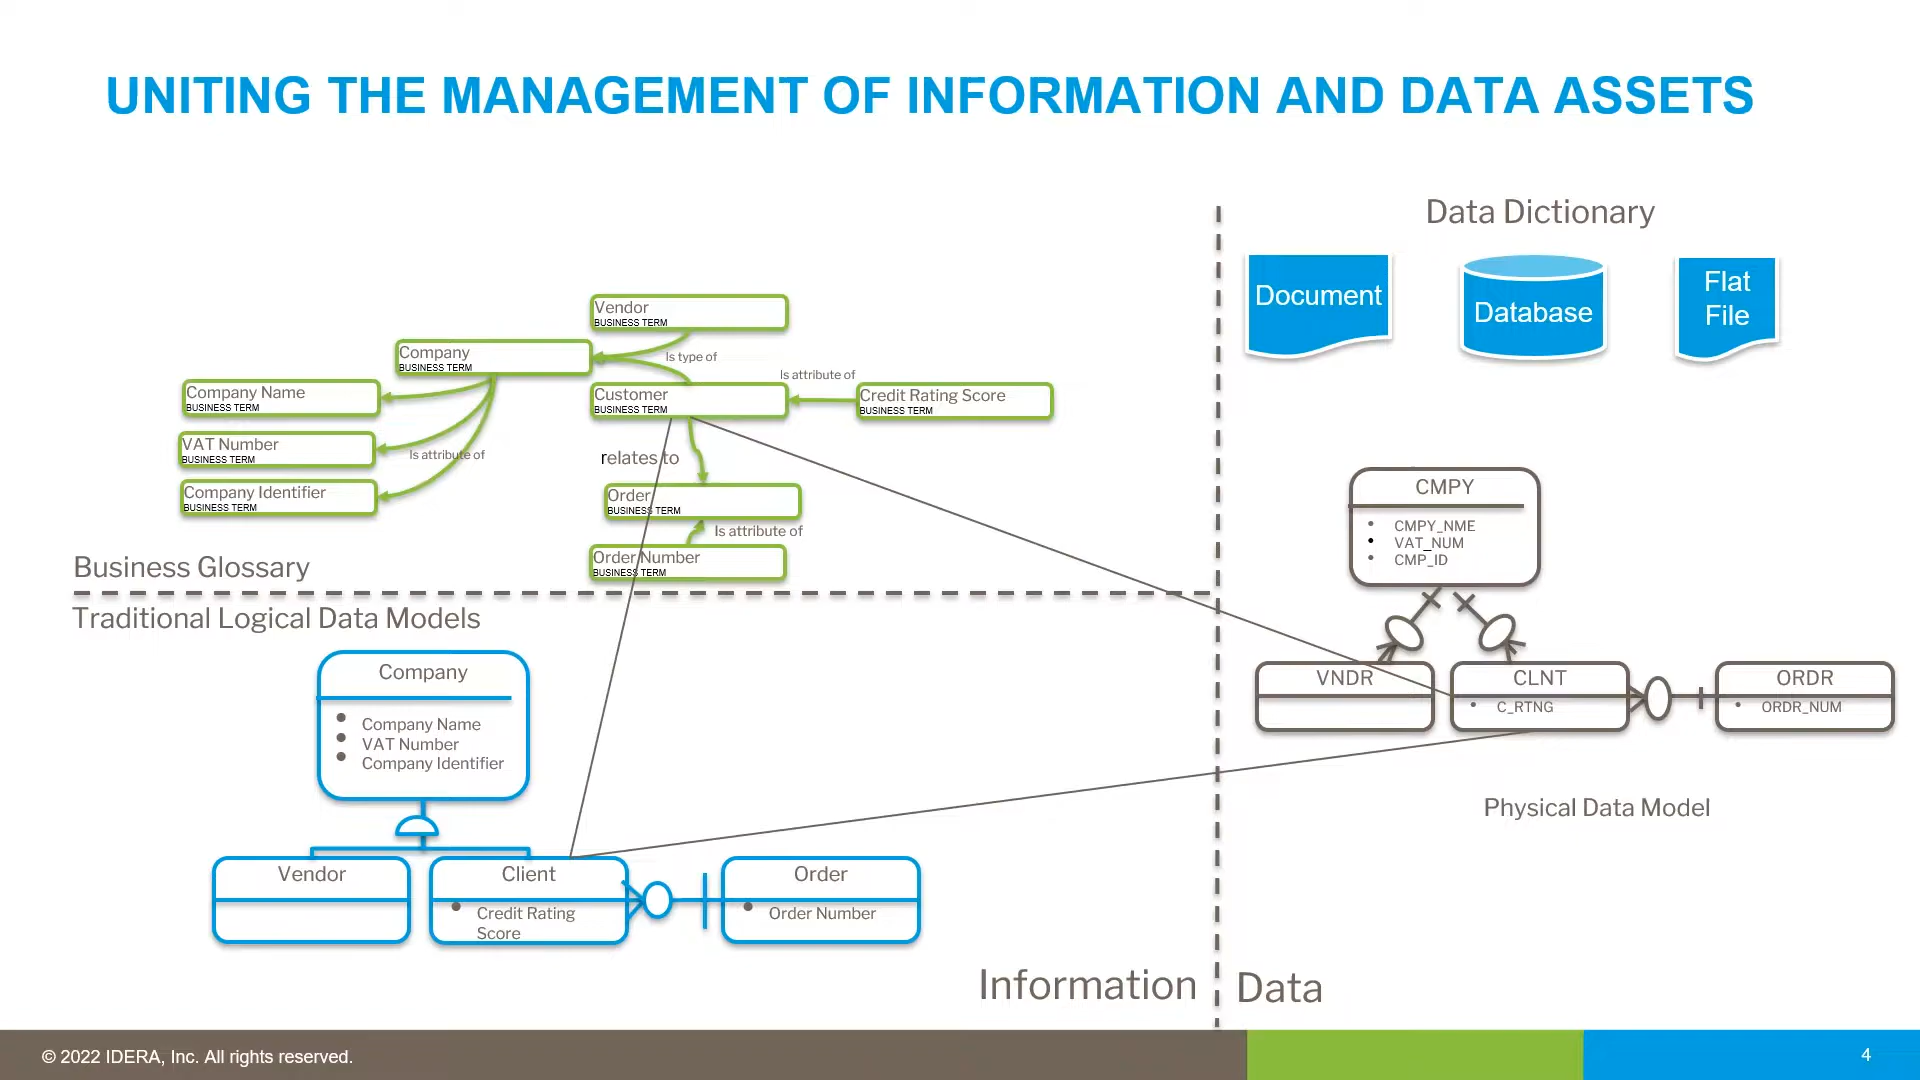 UNITING THE MANAGEMENT OF INFORMATION AND DATA ASSETS
Data Dictionary
Document
Database
Flat
File
Vendor
BUSINESS TERM
Company
BUSINESS TERM
Is type of
Is attribute of
Company Name
BUSINESS TERM
Customer
BUSINESS TERM
Credit Rating Score
BUSINESS TERM
VAT Number
BUSINESS TERM
Is attribute of
relates to
Company Identifier
BUSINESS TERM
Order
BUSINESS TERM
Is attribute of
Order Number
BUSINESS TERM
Business Glossary
Traditional Logical Data Models
CMPY
CMPY_NME
VAT_NUM
CMP_ID
VNDR
CLNT
C_RTNG
ORDR
ORDR_NUM
Physical Data Model
Company
Company Name
VAT Number
Company Identifier
Vendor
Client
Credit Rating
Score
Order
Order Number
Information
Data
© 2022 IDERA, Inc. All rights reserved.
4